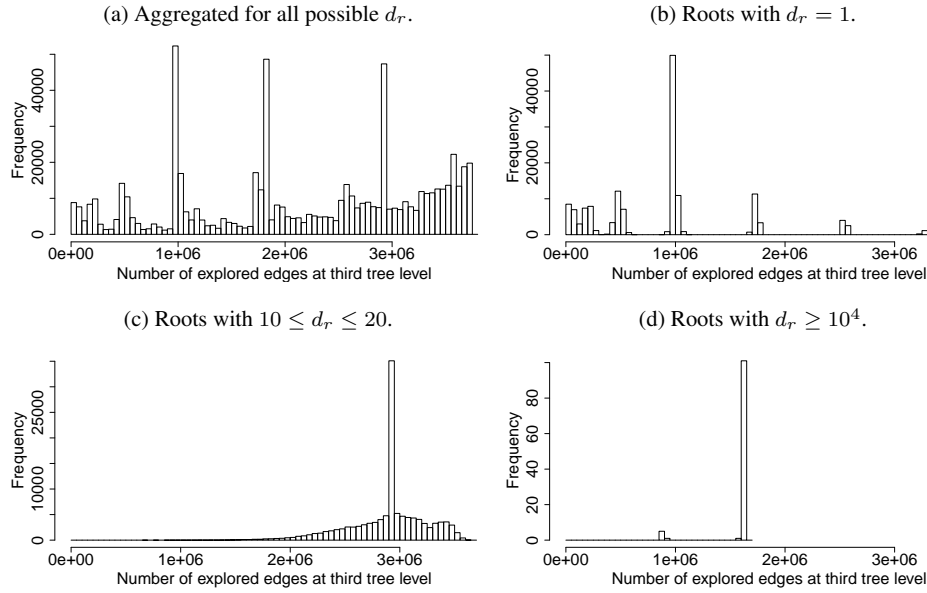 (a) Aggregated for all possible d_r.
Frequency
0
20000
40000
0e+00
1e+06
2e+06
3e+06
Number of explored edges at third tree level
(b) Roots with d_r = 1.
Frequency
0
20000
40000
0e+00
1e+06
2e+06
3e+06
Number of explored edges at third tree level
(c) Roots with 10 ≤ d_r ≤ 20.
Frequency
0
10000
25000
0e+00
1e+06
2e+06
3e+06
Number of explored edges at third tree level
(d) Roots with d_r ≥ 10^4.
Frequency
0
20
40
60
80
0e+00
1e+06
2e+06
3e+06
Number of explored edges at third tree level